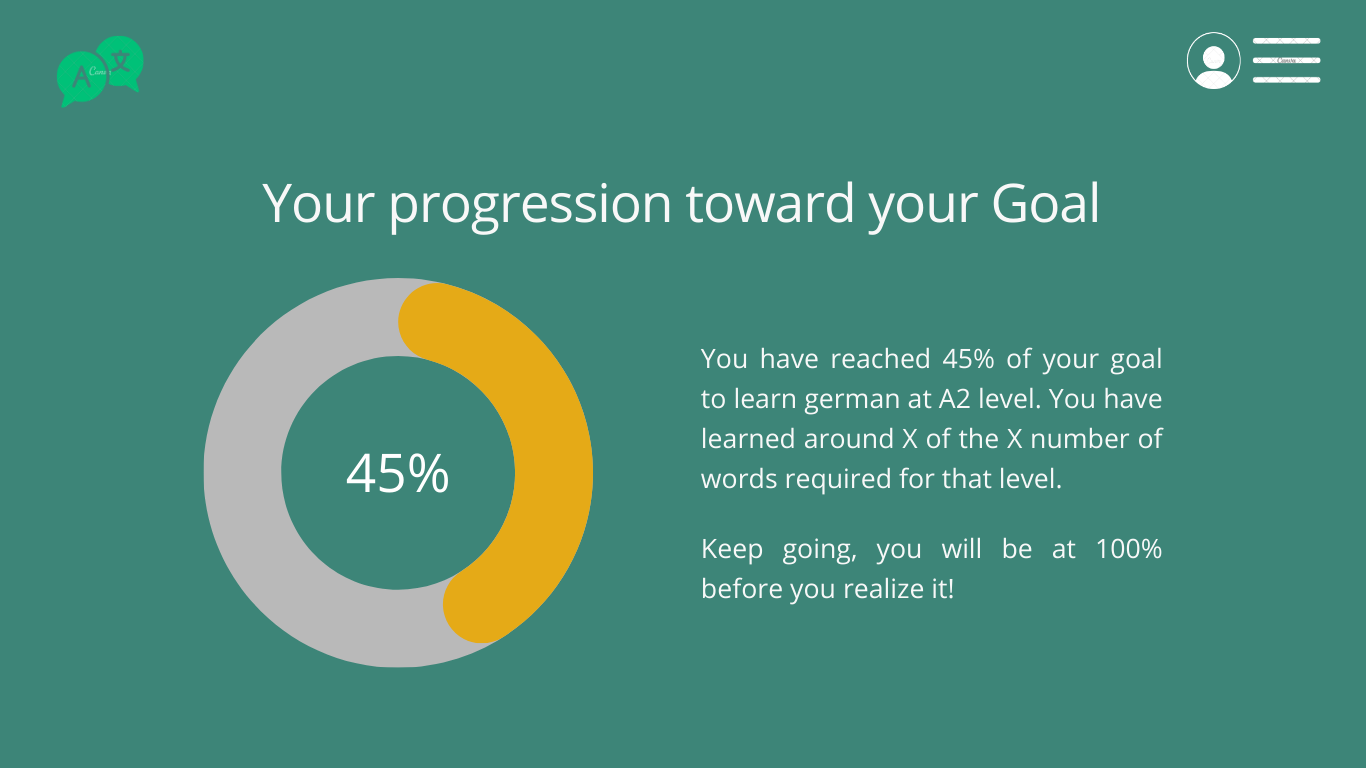 A 文
Canva
Canva
Your progression toward your Goal
45%
You have reached 45% of your goal
to learn german at A2 level. You have
learned around X of the X number of
words required for that level.
Keep going, you will be at 100%
before you realize it!